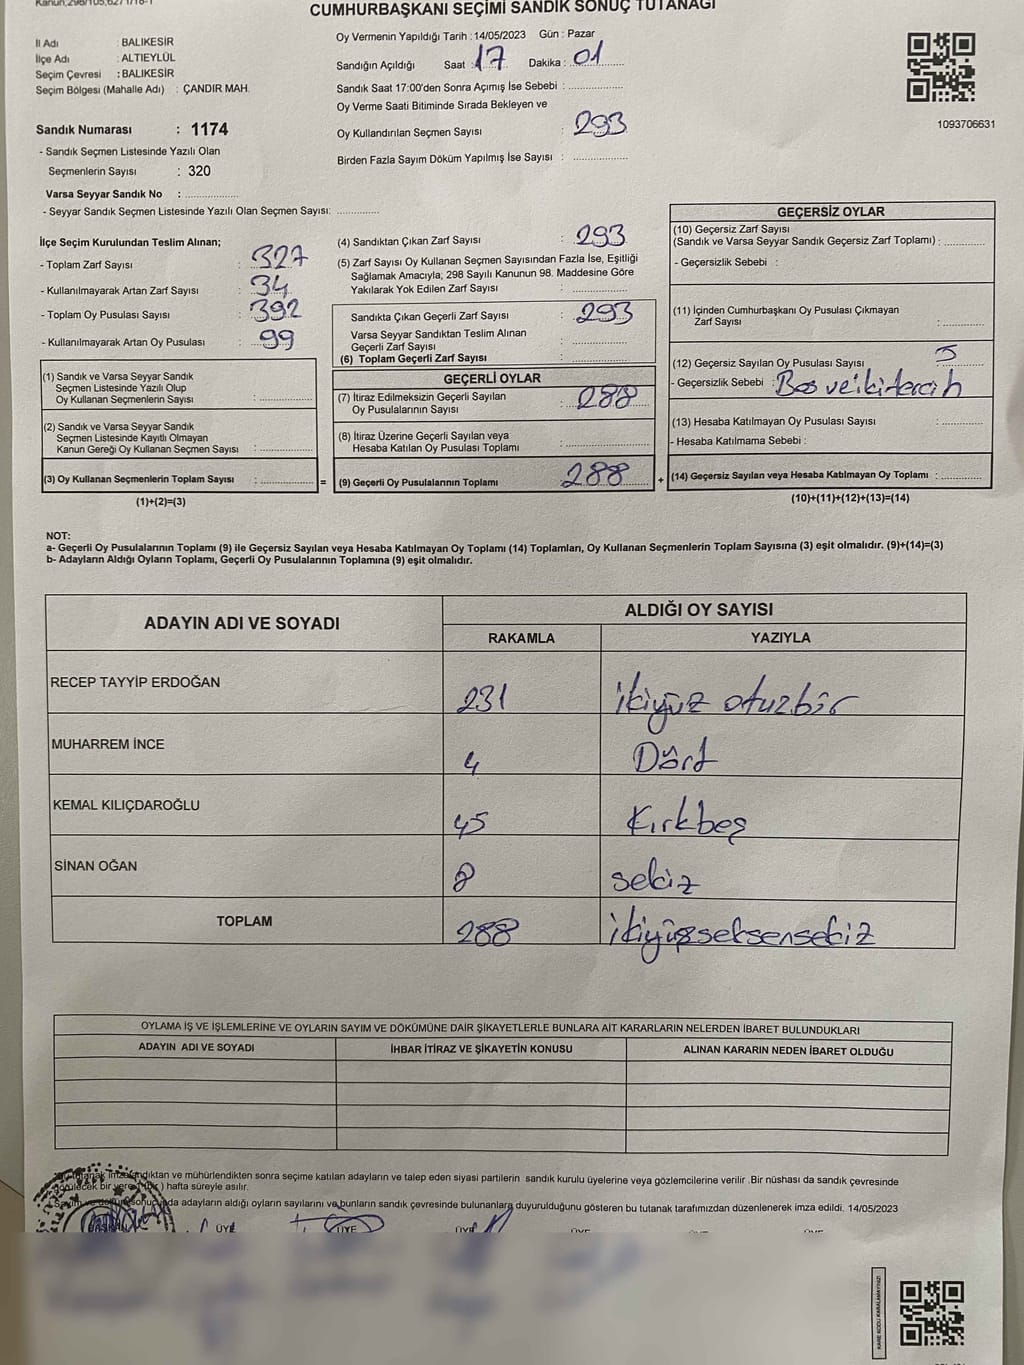 Kanun,298/105,6271/18-1
CUMHURBAŞKANI SEÇİMİ SANDIK SONUÇ TUTANAĞI
İl Adı : BALIKESİR
İlçe Adı : ALTIEYLÜL
Seçim Çevresi : BALIKESİR
Seçim Bölgesi (Mahalle Adı) : ÇANDIR MAH.
Sandık Numarası : 1174
- Sandık Seçmen Listesinde Yazılı Olan
Seçmenlerin Sayısı : 320
Varsa Seyyar Sandık No : ................
- Seyyar Sandık Seçmen Listesinde Yazılı Olan Seçmen Sayısı: ............
Oy Vermenin Yapıldığı Tarih : 14/05/2023 Gün : Pazar
Sandığın Açıldığı Saat : 17 Dakika : 01
Sandık Saat 17:00'den Sonra Açımış İse Sebebi : ................
Oy Verme Saati Bitiminde Sırada Bekleyen ve
Oy Kullandırılan Seçmen Sayısı : 293
Birden Fazla Sayım Döküm Yapılmış İse Sayısı : ................
1093706631
İlçe Seçim Kurulundan Teslim Alınan;
- Toplam Zarf Sayısı : 327
- Kullanılmayarak Artan Zarf Sayısı : 34
- Toplam Oy Pusulası Sayısı : 392
- Kullanılmayarak Artan Oy Pusulası : 99
(1) Sandık ve Varsa Seyyar Sandık
Seçmen Listesinde Yazılı Olup
Oy Kullanan Seçmenlerin Sayısı : ................
(2) Sandık ve Varsa Seyyar Sandık
Seçmen Listesinde Kayıtlı Olmayan
Kanun Gereği Oy Kullanan Seçmen Sayısı : ................
(3) Oy Kullanan Seçmenlerin Toplam Sayısı : ................ =
(1)+(2)=(3)
(4) Sandıktan Çıkan Zarf Sayısı : 293
(5) Zarf Sayısı Oy Kullanan Seçmen Sayısından Fazla İse, Eşitliği
Sağlamak Amacıyla; 298 Sayılı Kanunun 98. Maddesine Göre
Yakılarak Yok Edilen Zarf Sayısı : ................
Sandıkta Çıkan Geçerli Zarf Sayısı : 293
Varsa Seyyar Sandıktan Teslim Alınan
Geçerli Zarf Sayısı : ................
(6) Toplam Geçerli Zarf Sayısı : ................
GEÇERLİ OYLAR
(7) İtiraz Edilmeksizin Geçerli Sayılan
Oy Pusulalarının Sayısı : 288
(8) İtiraz Üzerine Geçerli Sayılan veya
Hesaba Katılan Oy Pusulası Toplamı : ................
(9) Geçerli Oy Pusulalarının Toplamı : 288 +
GEÇERSİZ OYLAR
(10) Geçersiz Zarf Sayısı
(Sandık ve Varsa Seyyar Sandık Geçersiz Zarf Toplamı) : ............
- Geçersizlik Sebebi :
(11) İçinden Cumhurbaşkanı Oy Pusulası Çıkmayan
Zarf Sayısı : ............
(12) Geçersiz Sayılan Oy Pusulası Sayısı : 5
- Geçersizlik Sebebi : Boş ve iki tercih
(13) Hesaba Katılmayan Oy Pusulası Sayısı : ............
- Hesaba Katılmama Sebebi :
(14) Geçersiz Sayılan veya Hesaba Katılmayan Oy Toplamı : ............
(10)+(11)+(12)+(13)=(14)
NOT:
a- Geçerli Oy Pusulalarının Toplamı (9) ile Geçersiz Sayılan veya Hesaba Katılmayan Oy Toplamı (14) Toplamları, Oy Kullanan Seçmenlerin Toplam Sayısına (3) eşit olmalıdır. (9)+(14)=(3)
b- Adayların Aldığı Oyların Toplamı, Geçerli Oy Pusulalarının Toplamına (9) eşit olmalıdır.
ADAYIN ADI VE SOYADI ALDIĞI OY SAYISI
RAKAMLA YAZIYLA
RECEP TAYYİP ERDOĞAN 231 ikiyüz otuzbir
MUHARREM İNCE 4 Dört
KEMAL KILIÇDAROĞLU 45 Kırkbeş
SİNAN OĞAN 8 sekiz
TOPLAM 288 ikiyüzseksensekiz
OYLAMA İŞ VE İŞLEMLERİNE VE OYLARIN SAYIM VE DÖKÜMÜNE DAİR ŞİKAYETLERLE BUNLARA AİT KARARLARIN NELERDEN İBARET BULUNDUKLARI
ADAYIN ADI VE SOYADI İHBAR İTİRAZ VE ŞİKAYETİN KONUSU ALINAN KARARIN NEDEN İBARET OLDUĞU
tutanak imzalandıktan ve mühürlendikten sonra seçime katılan adayların ve talep eden siyasi partilerin sandık kurulu üyelerine veya gözlemcilerine verilir .Bir nüshası da sandık çevresinde
görülecek bir yere ( bir ) hafta süreyle asılır.
Sayım ve döküm sonucunda adayların aldığı oyların sayılarını ve bunların sandık çevresinde bulunanlara duyurulduğunu gösteren bu tutanak tarafımızdan düzenlenerek imza edildi. 14/05/2023
BAŞKAN ÜYE ÜYE ÜYE ÜYE ÜYE ÜYE
KARE KODU KARALAMAYINIZ!